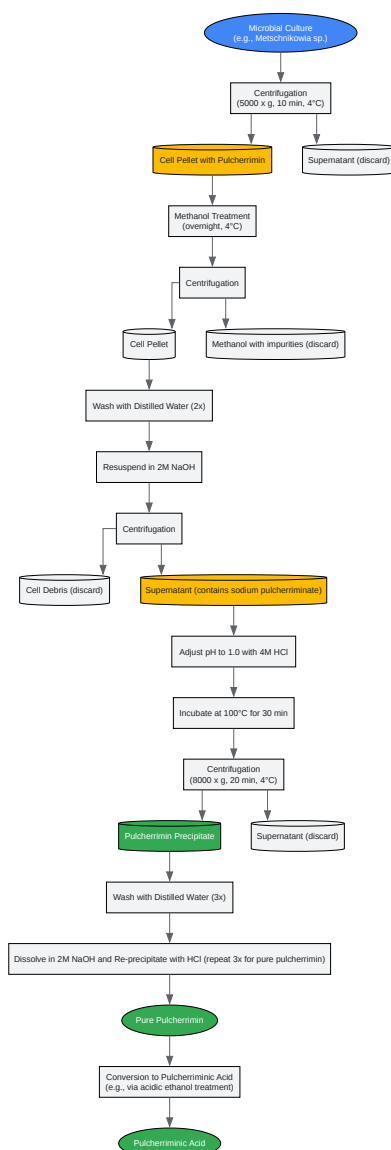 Microbial Culture
(e.g., Metschnikowia sp.)
Centrifugation
(5000 x g, 10 min, 4°C)
Cell Pellet with Pulcherrimin
Supernatant (discard)
Methanol Treatment
(overnight, 4°C)
Centrifugation
Cell Pellet
Methanol with impurities (discard)
Wash with Distilled Water (2x)
Resuspend in 2M NaOH
Centrifugation
Cell Debris (discard)
Supernatant (contains sodium pulcherriminate)
Adjust pH to 1.0 with 4M HCl
Incubate at 100°C for 30 min
Centrifugation
(8000 x g, 20 min, 4°C)
Pulcherrimin Precipitate
Supernatant (discard)
Wash with Distilled Water (3x)
Dissolve in 2M NaOH and Re-precipitate with HCl (repeat 3x for pure pulcherrimin)
Pure Pulcherrimin
Conversion to Pulcherriminic Acid
(e.g., via acidic ethanol treatment)
Pulcherriminic Acid